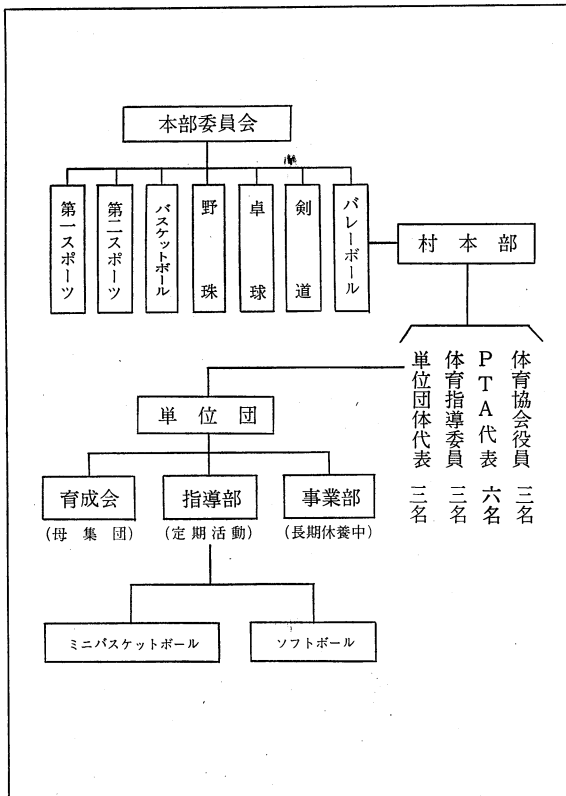 本部委員会
第一スポーツ
第二スポーツ
バスケットボール
野珠
卓球
剣道
バレーボール
村本部
体育協会役員 三名
PTA代表 六名
体育指導委員 三名
単位団体代表 三名
単位団
育成会
(母集団)
指導部
(定期活動)
事業部
(長期休養中)
ミニバスケットボール
ソフトボール